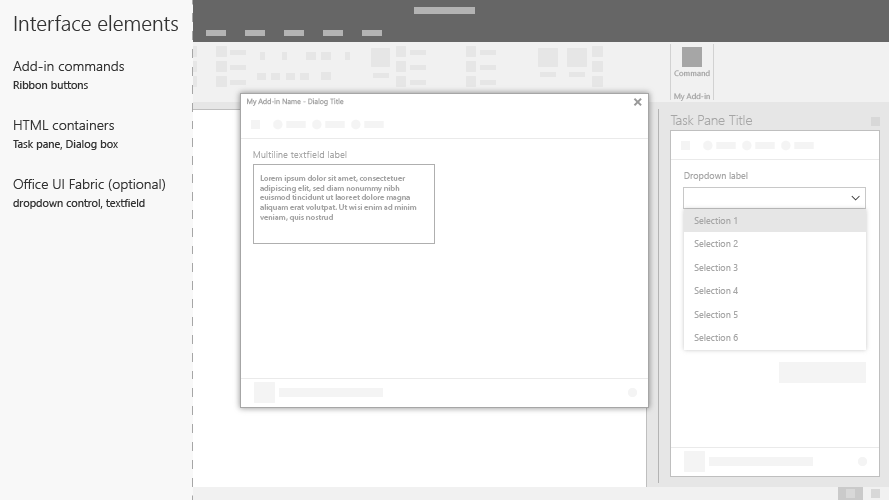 Interface elements
Add-in commands
Ribbon buttons
HTML containers
Task pane, Dialog box
Office UI Fabric (optional)
dropdown control, textfield
Command
My Add-in
My Add-in Name - Dialog Title
Multiline textfield label
Lorem ipsum dolor sit amet, consectetuer
adipiscing elit, sed diam nonummy nibh
euismod tincidunt ut laoreet dolore magna
aliquam erat volutpat. Ut wisi enim ad minim
veniam, quis nostrud
Task Pane Title
Dropdown label
Selection 1
Selection 2
Selection 3
Selection 4
Selection 5
Selection 6